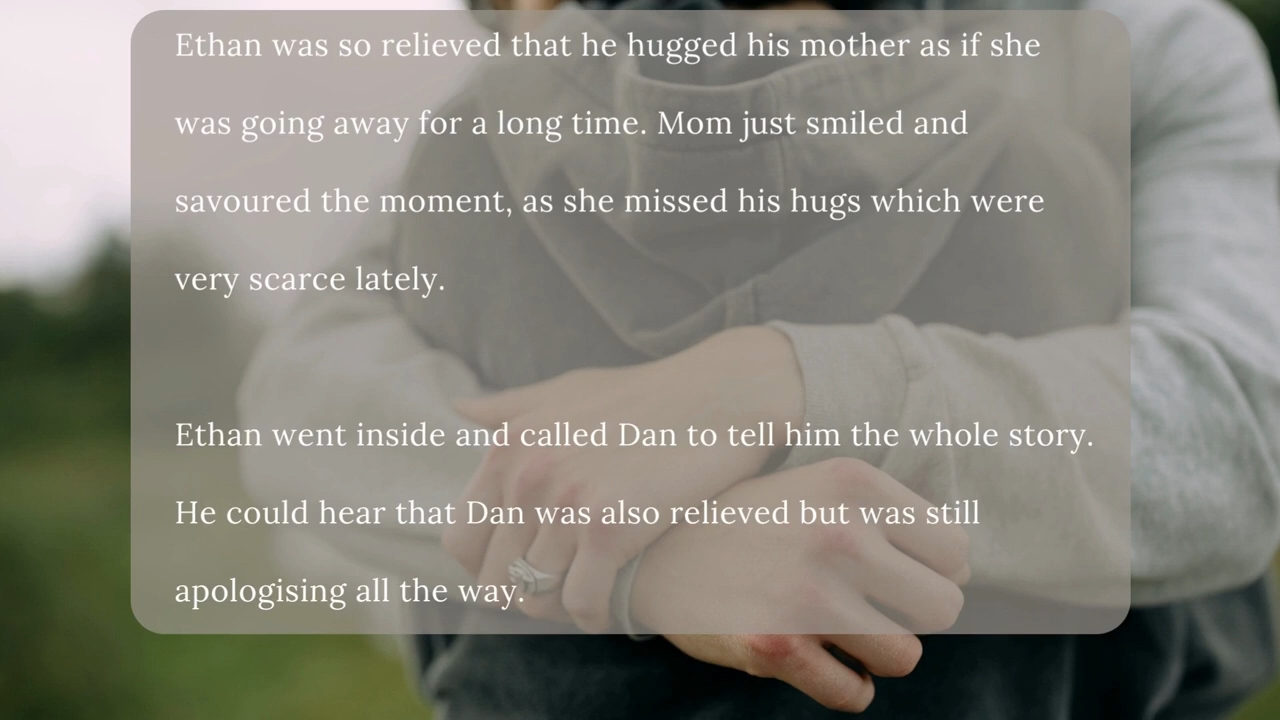 Ethan was so relieved that he hugged his mother as if she
was going away for a long time. Mom just smiled and
savoured the moment, as she missed his hugs which were
very scarce lately.
Ethan went inside and called Dan to tell him the whole story.
He could hear that Dan was also relieved but was still
apologising all the way.